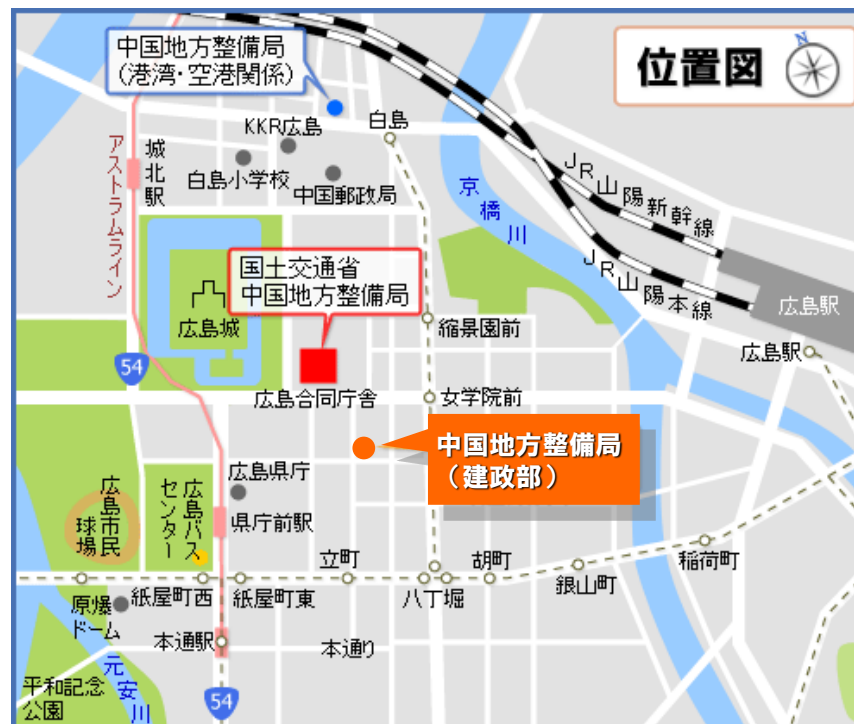 中国地方整備局
(港湾・空港関係)
位置図
N
白島
KKR広島
城北駅
白島小学校
中国郵政局
アストラムライン
京橋川
JR山陽新幹線
JR山陽本線
国土交通省
中国地方整備局
広島城
広島駅
縮景園前
広島駅
54
広島合同庁舎
女学院前
中国地方整備局
(建政部)
広島県庁
広島市民
球場
広島バス
センター
県庁前駅
立町
胡町
稲荷町
銀山町
紙屋町西
紙屋町東
八丁堀
原爆
ドーム
本通駅
本通り
元安川
平和記念
公園
54